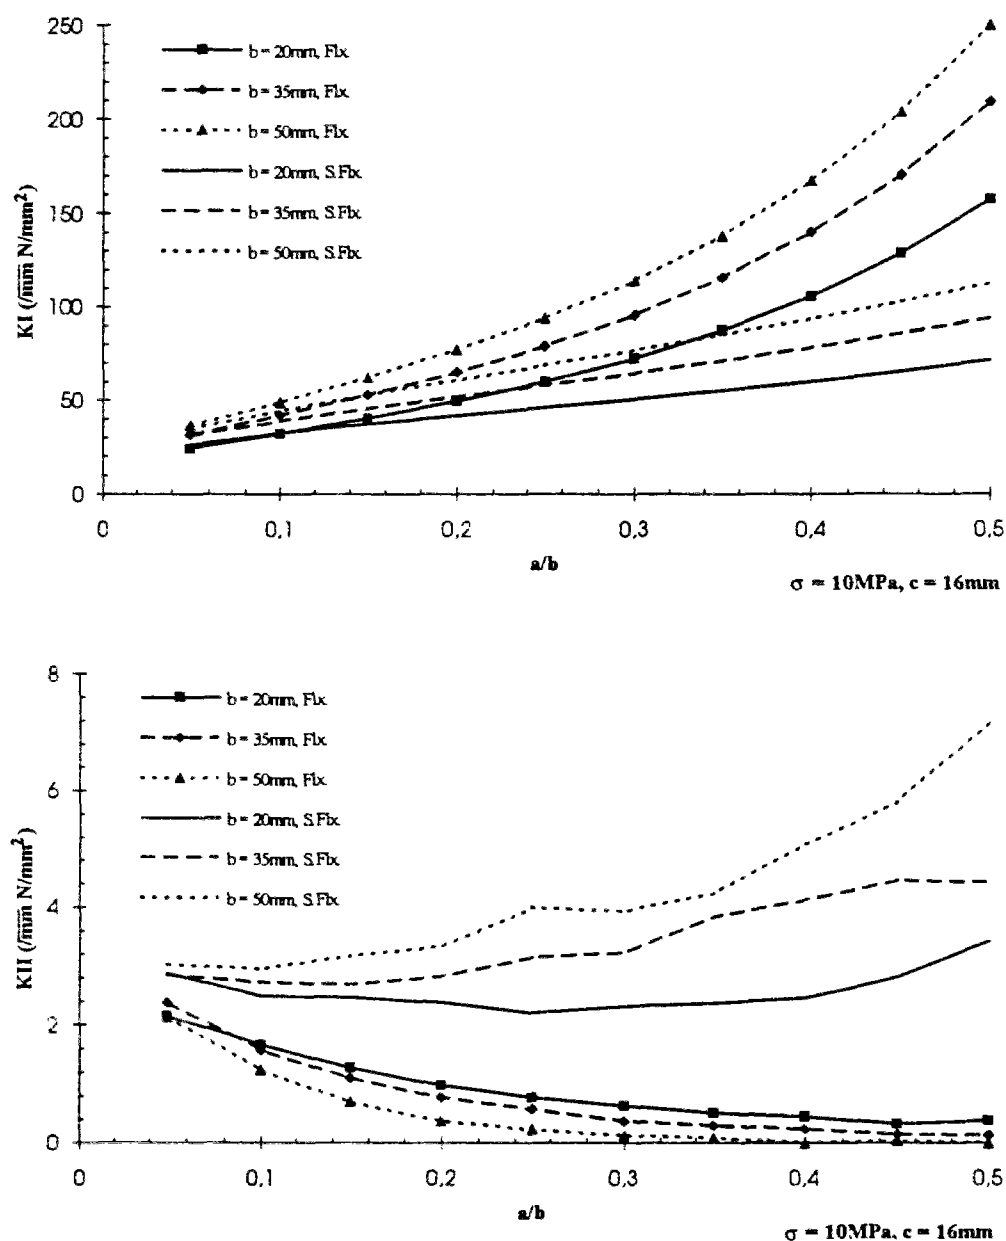 250
200
150
100
50
0
KI (/mm N/mm²)
b = 20mm, Flx.
b = 35mm, Flx.
b = 50mm, Flx.
b = 20mm, S.Flx.
b = 35mm, S.Flx.
b = 50mm, S.Flx.
0 0,1 0,2 0,3 0,4 0,5
a/b
σ = 10MPa, c = 16mm
8
6
4
2
0
KII (/mm N/mm²)
b = 20mm, Flx.
b = 35mm, Flx.
b = 50mm, Flx.
b = 20mm, S.Flx.
b = 35mm, S.Flx.
b = 50mm, S.Flx.
0 0,1 0,2 0,3 0,4 0,5
a/b
σ = 10MPa, c = 16mm